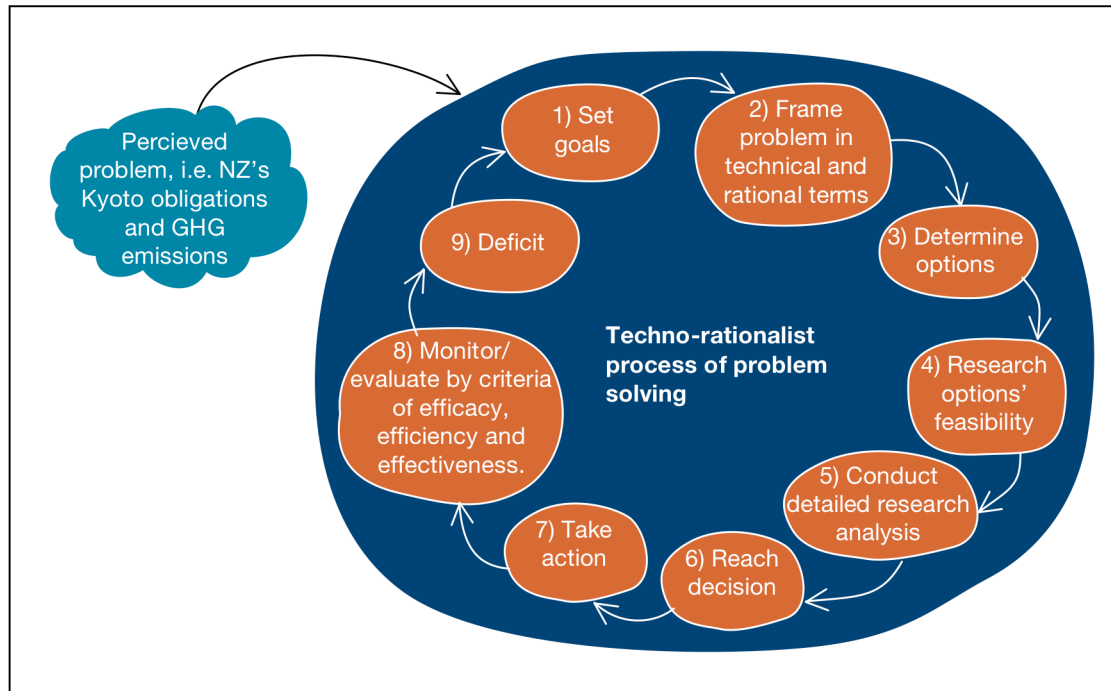 Percieved
problem, i.e. NZ's
Kyoto obligations
and GHG
emissions
1) Set
goals
2) Frame
problem in
technical and
rational terms
3) Determine
options
4) Research
options'
feasibility
5) Conduct
detailed research
analysis
6) Reach
decision
7) Take
action
8) Monitor/
evaluate by criteria
of efficacy,
efficiency and
effectiveness.
9) Deficit
Techno-rationalist
process of problem
solving